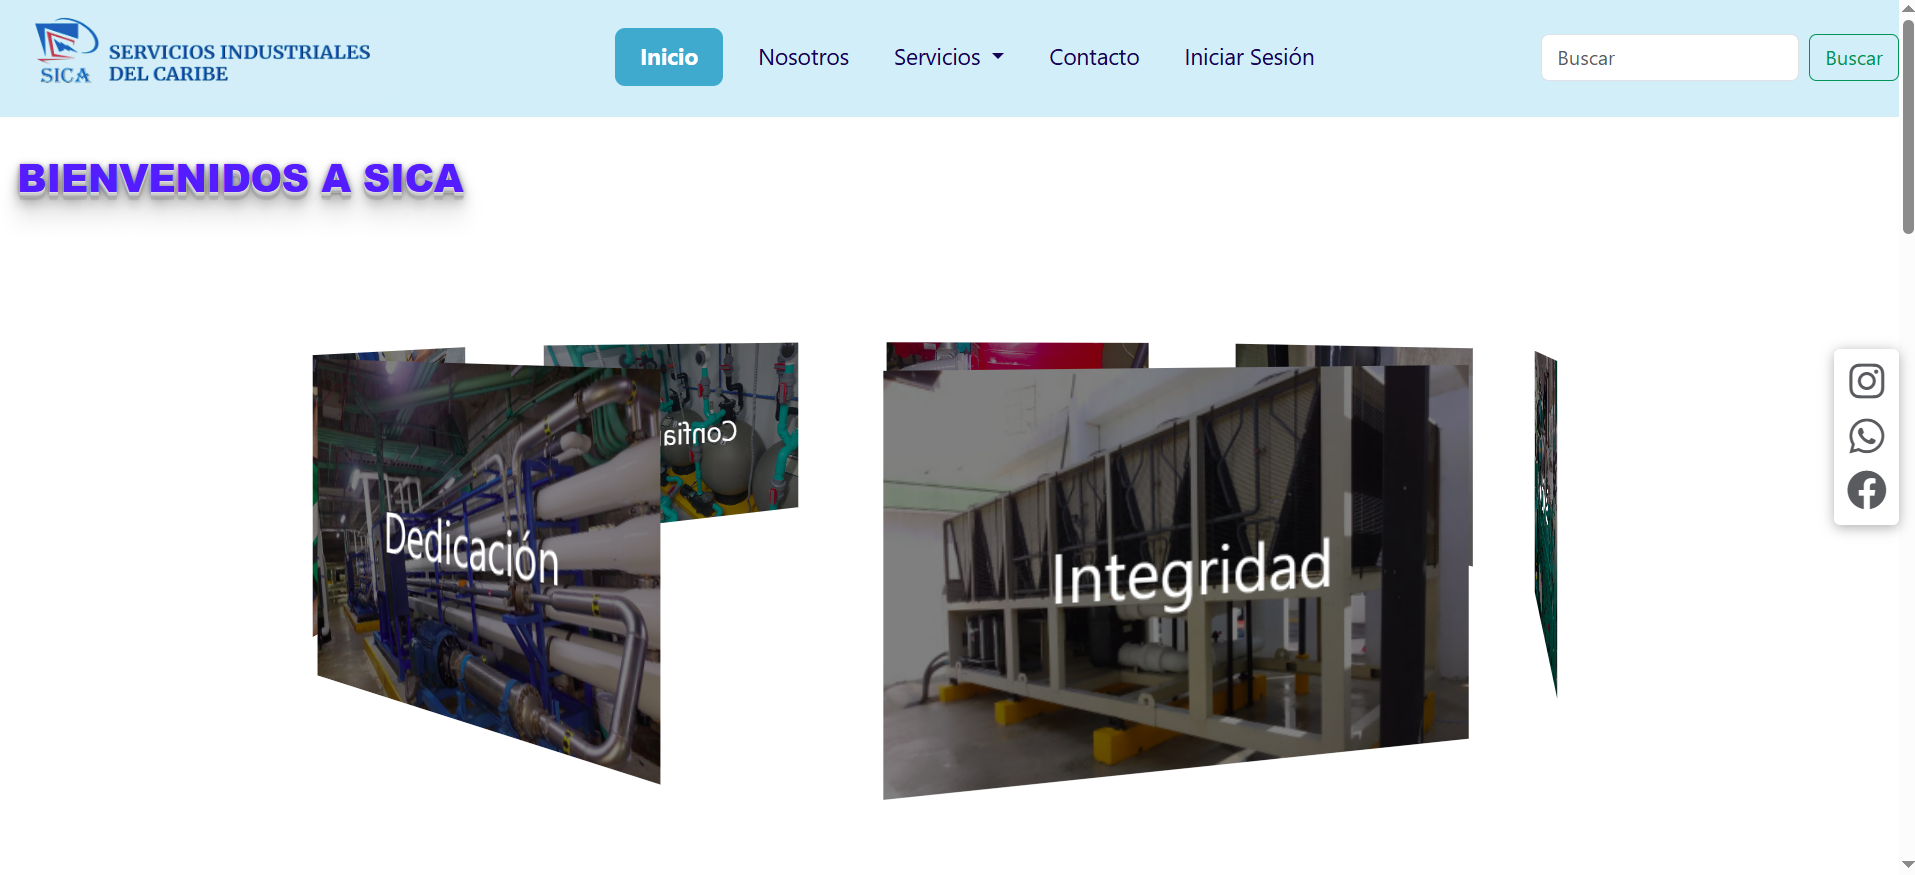 SICA
SERVICIOS INDUSTRIALES
DEL CARIBE
Inicio
Nosotros
Servicios
Contacto
Iniciar Sesión
Buscar
Buscar
BIENVENIDOS A SICA
Confia
Dedicación
Integridad